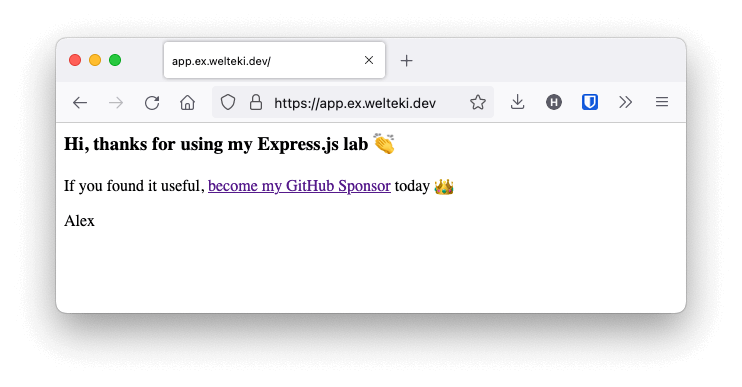 app.ex.welteki.dev/
https://app.ex.welteki.dev
H
Hi, thanks for using my Express.js lab 👏
If you found it useful, become my GitHub Sponsor today 👑
Alex